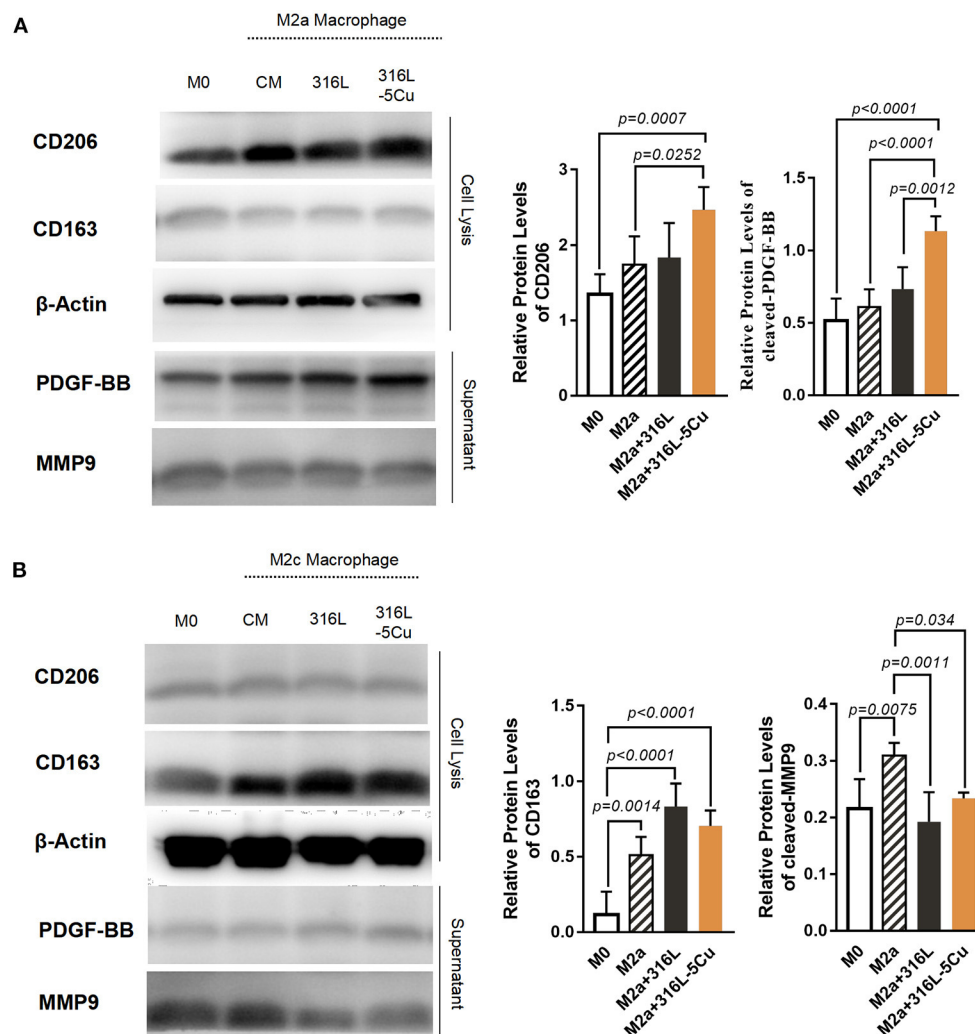 A
M2a Macrophage
M0
CM
316L
316L
-5Cu
CD206
CD163
β-Actin
PDGF-BB
MMP9
Cell Lysis
Supernatant
Relative Protein Levels
of CD206
3
2
1
0
p=0.0007
p=0.0252
M0
M2a
M2a+316L
M2a+316L-5Cu
Relative Protein Levels of
cleaved-PDGF-BB
1.5
1.0
0.5
0.0
p<0.0001
p<0.0001
p=0.0012
M0
M2a
M2a+316L
M2a+316L-5Cu
B
M2c Macrophage
M0
CM
316L
316L
-5Cu
CD206
CD163
β-Actin
PDGF-BB
MMP9
Cell Lysis
Supernatant
Relative Protein Levels
of CD163
1.0
0.5
0.0
p<0.0001
p<0.0001
p=0.0014
M0
M2a
M2a+316L
M2a+316L-5Cu
Relative Protein Levels
of cleaved-MMP9
0.4
0.3
0.2
0.1
0.0
p=0.034
p=0.0011
p=0.0075
M0
M2a
M2a+316L
M2a+316L-5Cu